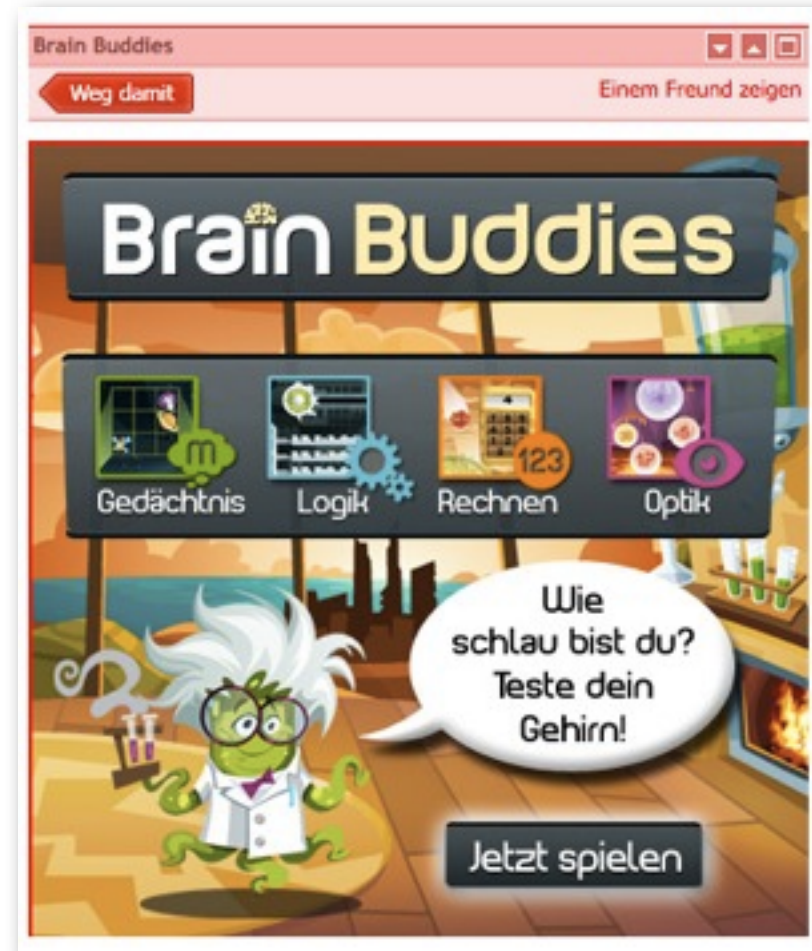 Brain Buddies
Weg damit
Einem Freund zeigen
Brain Buddies
m
123
4
Gedächtnis
Logik
Rechnen
Optik
Wie
schlau bist du?
Teste dein
Gehirn!
Jetzt spielen